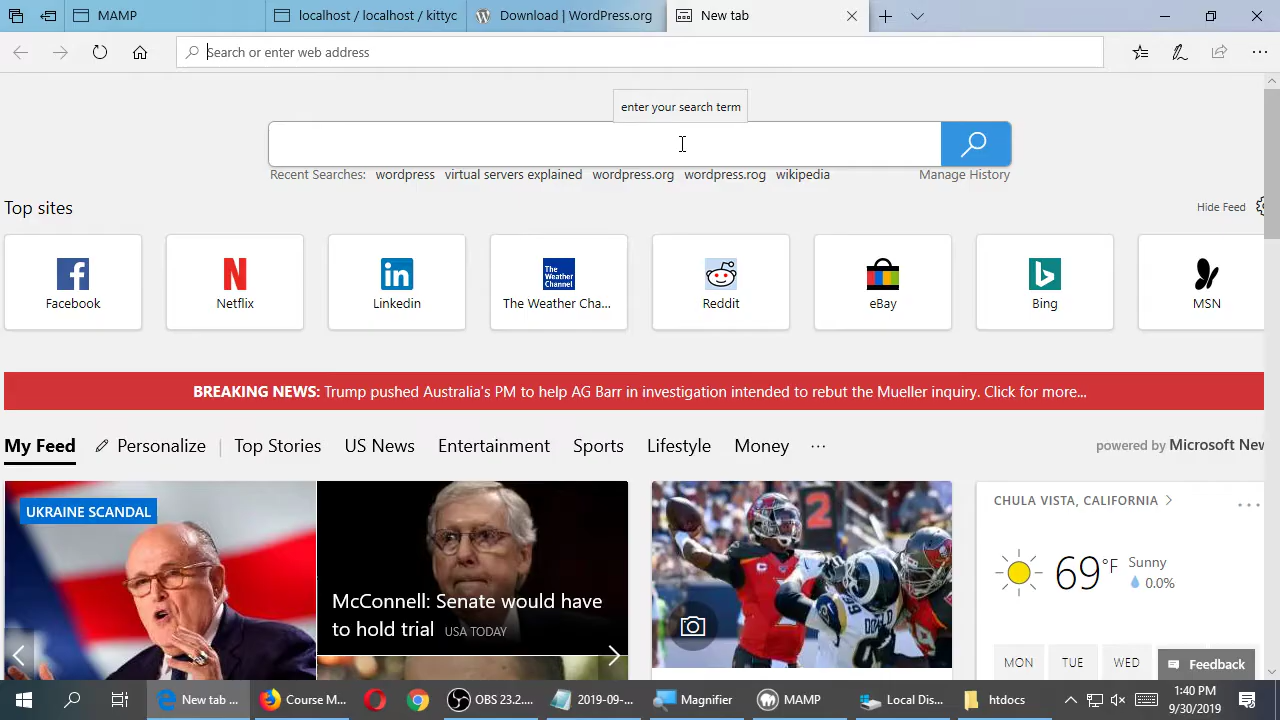 MAMP
localhost / localhost / kittyc
Download | WordPress.org
New tab
Search or enter web address
enter your search term
Recent Searches: wordpress virtual servers explained wordpress.org wordpress.rog wikipedia Manage History
Top sites
Hide Feed
Facebook
Netflix
Linkedin
The Weather Channel
The Weather Cha...
Reddit
eBay
Bing
MSN
BREAKING NEWS: Trump pushed Australia's PM to help AG Barr in investigation intended to rebut the Mueller inquiry. Click for more...
My Feed Personalize Top Stories US News Entertainment Sports Lifestyle Money ...
powered by Microsoft New
UKRAINE SCANDAL
McConnell: Senate would have
to hold trial USA TODAY
CHULA VISTA, CALIFORNIA >
69°F Sunny
0.0%
MON TUE WED
Feedback
New tab ...
Course M...
OBS 23.2....
2019-09-...
Magnifier
MAMP
Local Dis...
htdocs
1:40 PM
9/30/2019